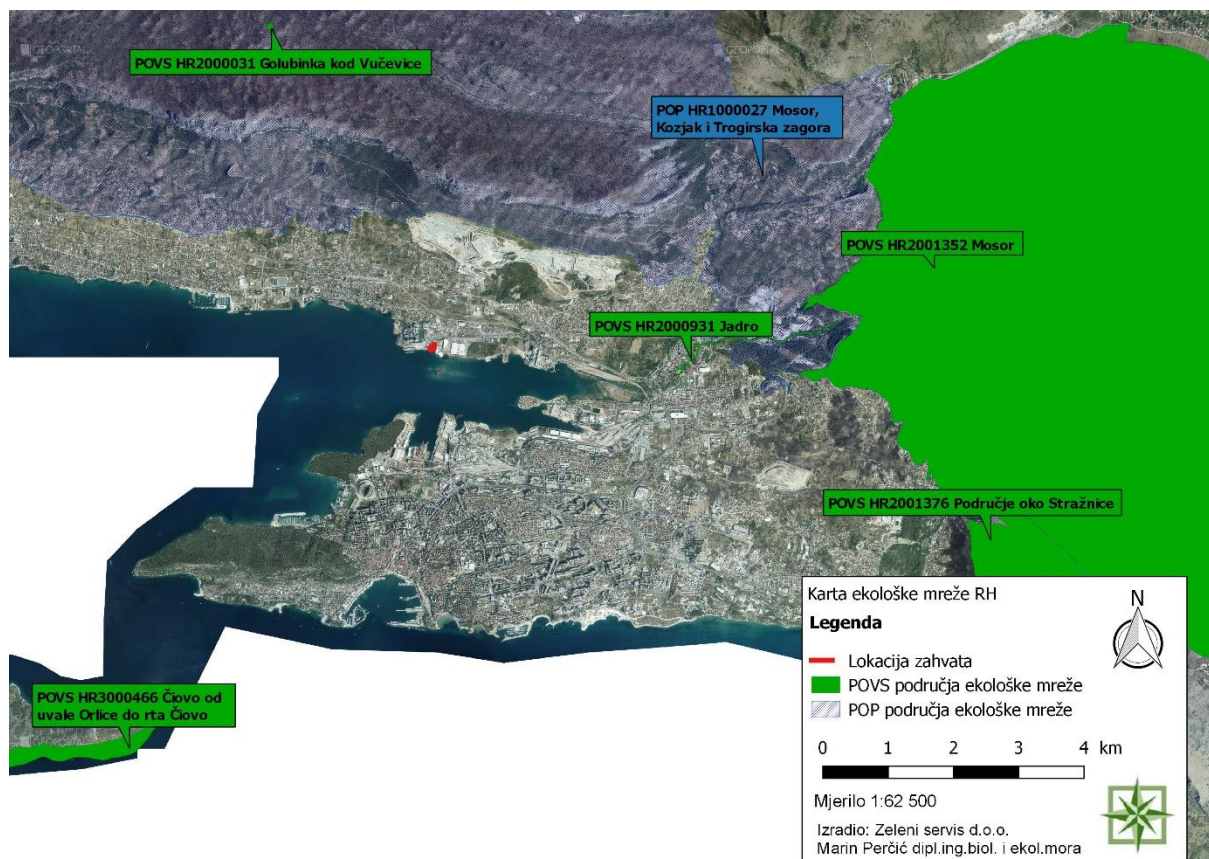 GEOPORTAL
GEOPORTAL
POVS HR2000031 Golubinka kod Vučevice
POP HR1000027 Mosor,
Kozjak i Trogirska zagora
POVS HR2001352 Mosor
POVS HR2000931 Jadro
POVS HR2001376 Područje oko Stražnice
POVS HR3000466 Čiovo od
uvale Orlice do rta Čiovo
GEOPORTAL
Karta ekološke mreže RH
Legenda
N
Lokacija zahvata
POVS područja ekološke mreže
POP područja ekološke mreže
0 1 2 3 4 km
Mjerilo 1:62 500
Izradio: Zeleni servis d.o.o.
Marin Perčić dipl.ing.biol. i ekol.mora